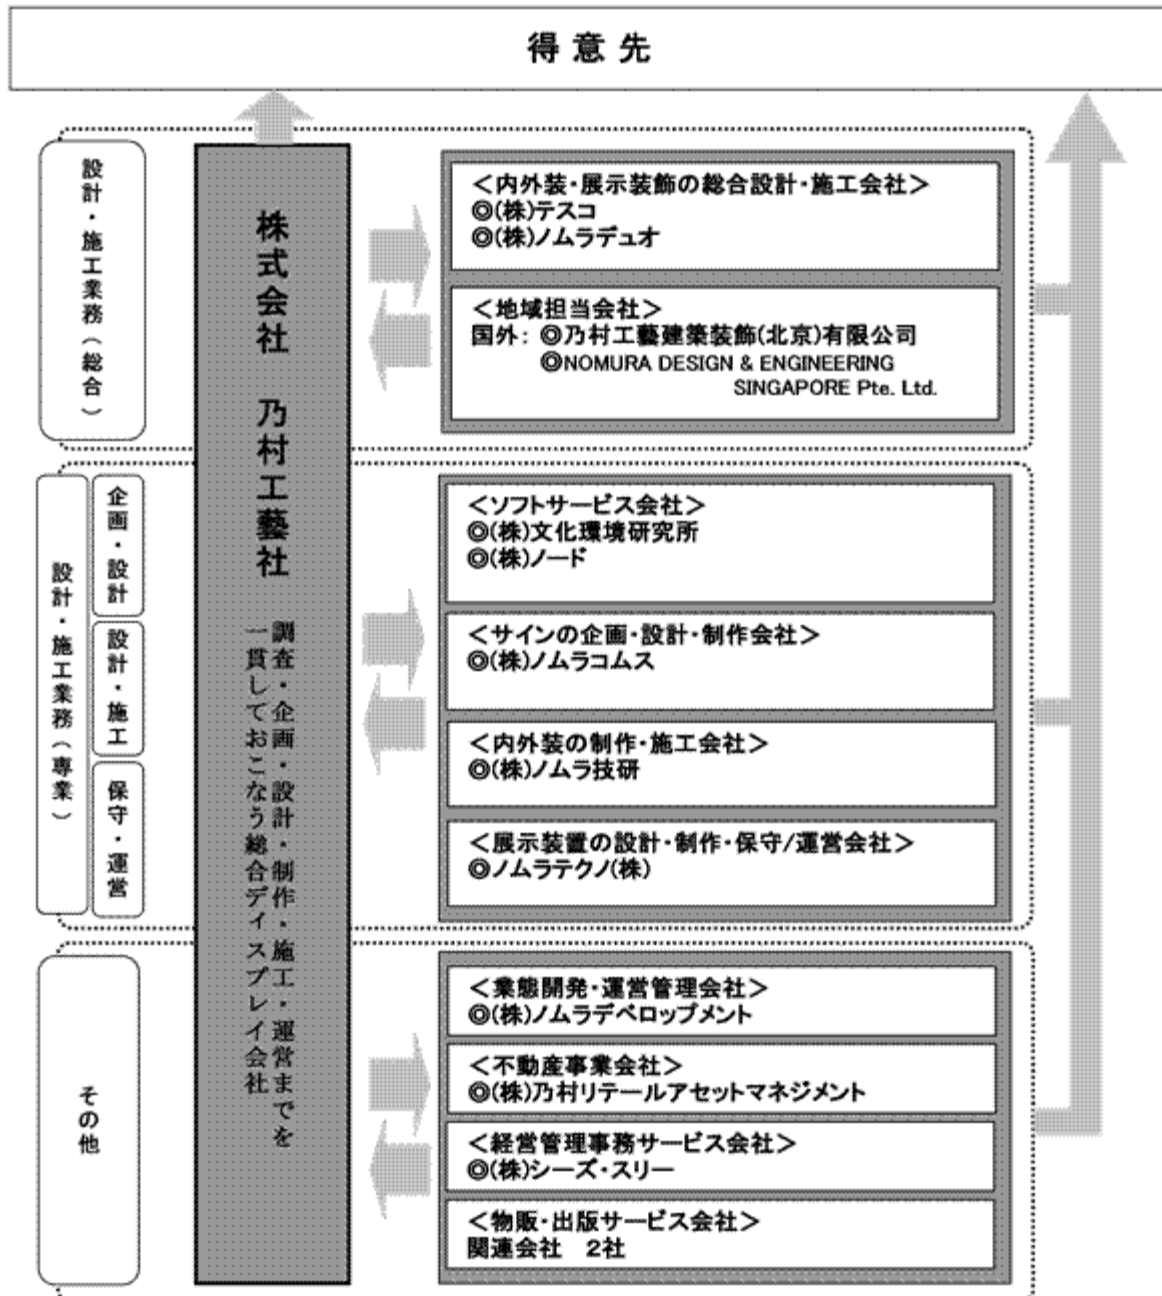 得意先
設計・施工業務（総合）
株式会社　乃村工藝社
調査・企画・設計・制作・施工・運営までを
一貫しておこなう総合ディスプレイ会社
＜内外装・展示装飾の総合設計・施工会社＞
◎(株)テスコ
◎(株)ノムラデュオ
＜地域担当会社＞
国外：◎乃村工藝建築装飾(北京)有限公司
◎NOMURA DESIGN & ENGINEERING
SINGAPORE Pte. Ltd.
設計・施工業務（専業）
企画・設計
設計・施工
保守・運営
＜ソフトサービス会社＞
◎(株)文化環境研究所
◎(株)ノード
＜サインの企画・設計・制作会社＞
◎(株)ノムラコムス
＜内外装の制作・施工会社＞
◎(株)ノムラ技研
＜展示装置の設計・制作・保守/運営会社＞
◎ノムラテクノ(株)
その他
＜業態開発・運営管理会社＞
◎(株)ノムラデベロップメント
＜不動産事業会社＞
◎(株)乃村リテールアセットマネジメント
＜経営管理事務サービス会社＞
◎(株)シーズ・スリー
＜物販・出版サービス会社＞
関連会社　2社